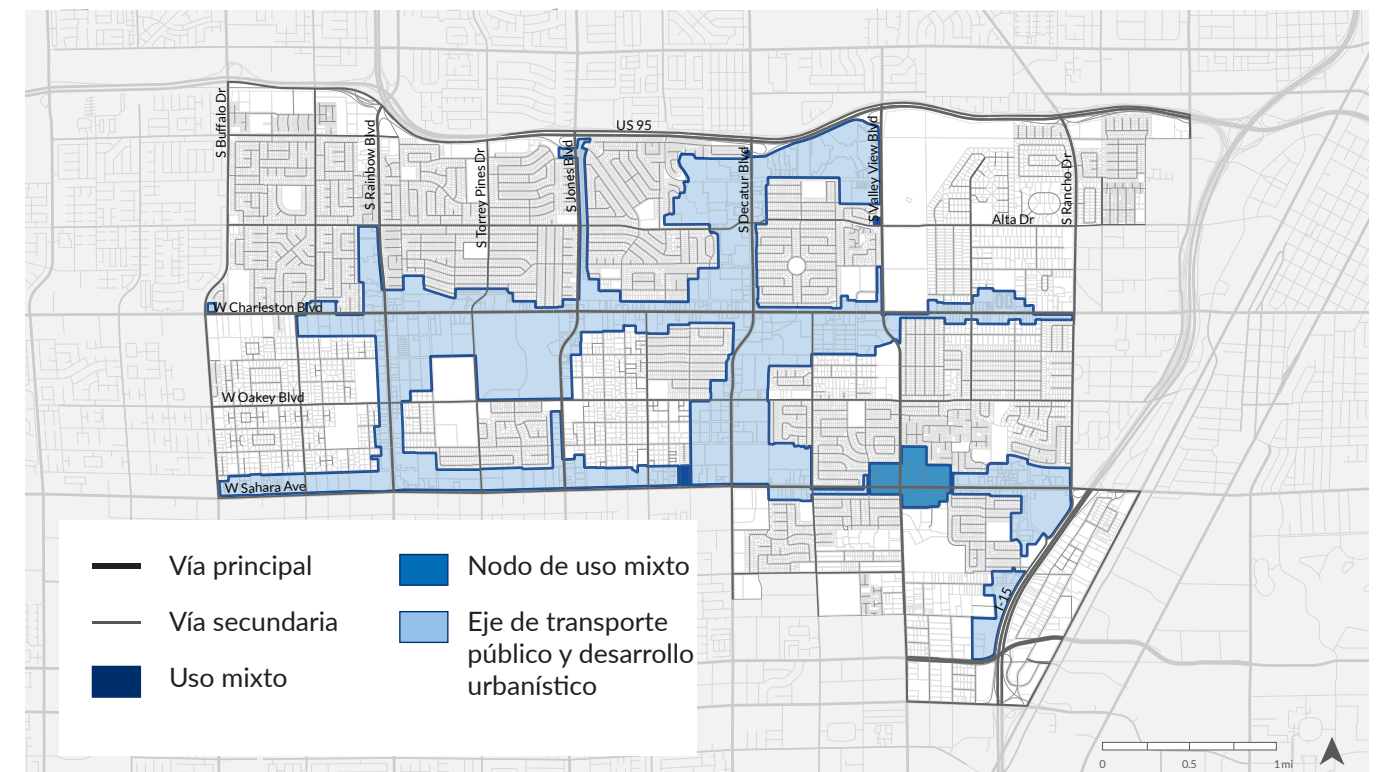 US 95
S Buffalo Dr
S Rainbow Blvd
S Torrey Pines Dr
S Jones Blvd
S Decatur Blvd
S Valley View Blvd
S Rancho Dr
Alta Dr
W Charleston Blvd
W Oakey Blvd
W Sahara Ave
I-15
Vía principal
Vía secundaria
Uso mixto
Nodo de uso mixto
Eje de transporte
público y desarrollo
urbanístico
0 0.5 1 mi